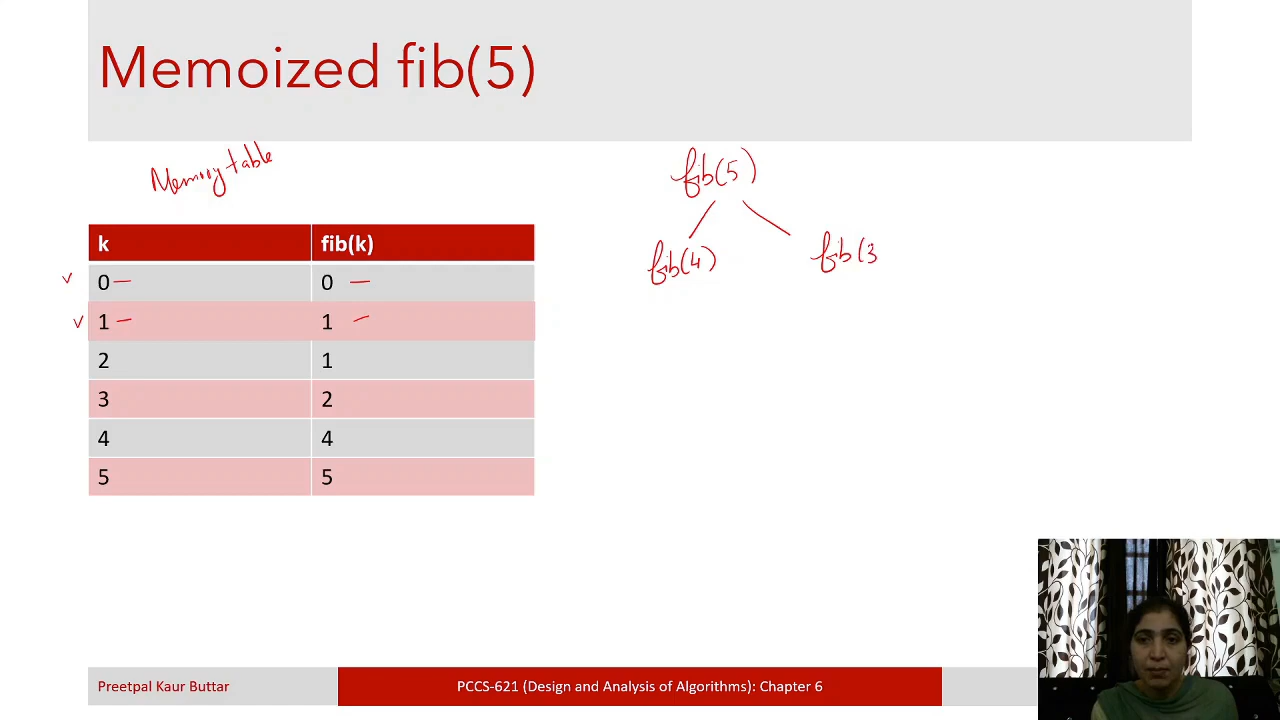 Memoized fib(5)
Memory table
k fib(k)
0 0
1 1
2 1
3 2
4 4
5 5
fib(5)
fib(4) fib(3
Preetpal Kaur Buttar PCCS-621 (Design and Analysis of Algorithms): Chapter 6